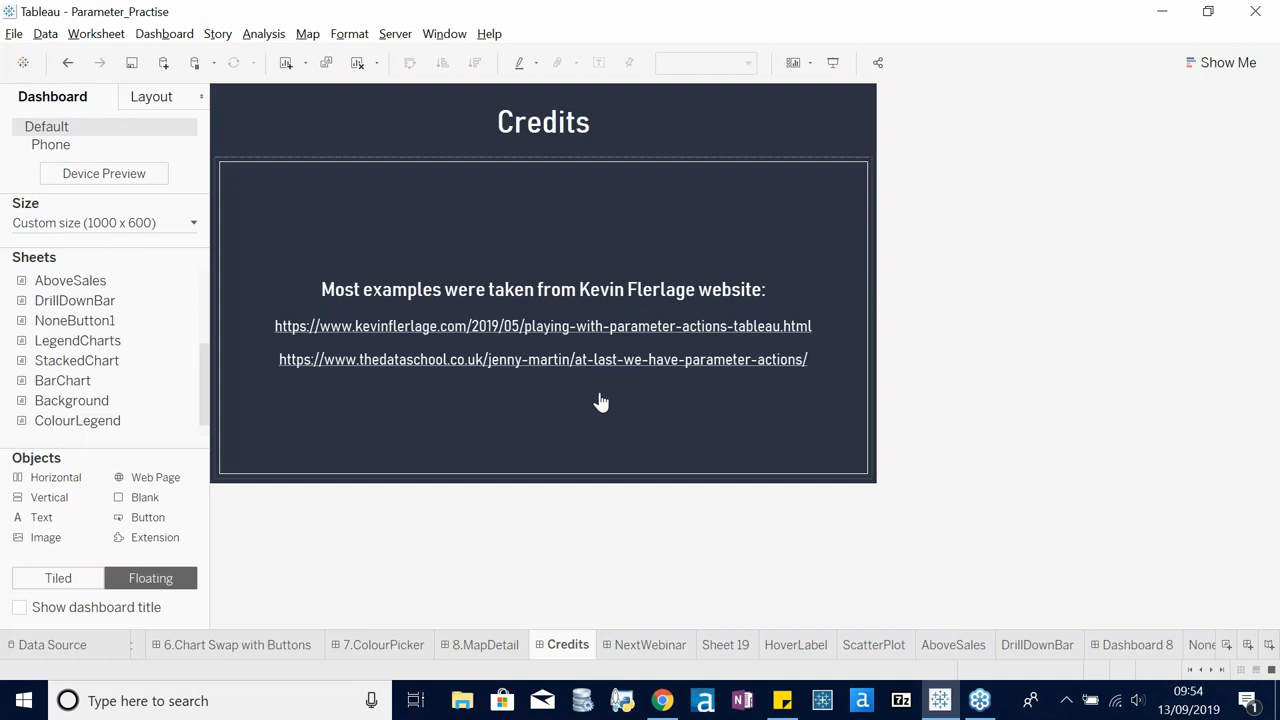 Tableau - Parameter_Practise
File Data Worksheet Dashboard Story Analysis Map Format Server Window Help
Show Me
Dashboard Layout
Default
Phone
Device Preview
Size
Custom size (1000 x 600)
Sheets
AboveSales
DrillDownBar
NoneButton1
LegendCharts
StackedChart
BarChart
Background
ColourLegend
Objects
Horizontal Web Page
Vertical Blank
Text Button
Image Extension
Tiled Floating
Show dashboard title
Credits
Most examples were taken from Kevin Flerlage website:
https://www.kevinflerlage.com/2019/05/playing-with-parameter-actions-tableau.html
https://www.thedataschool.co.uk/jenny-martin/at-last-we-have-parameter-actions/
Data Source 6.Chart Swap with Buttons 7.ColourPicker 8.MapDetail Credits NextWebinar Sheet 19 HoverLabel ScatterPlot AboveSales DrillDownBar Dashboard 8 None
Type here to search
09:54
13/09/2019